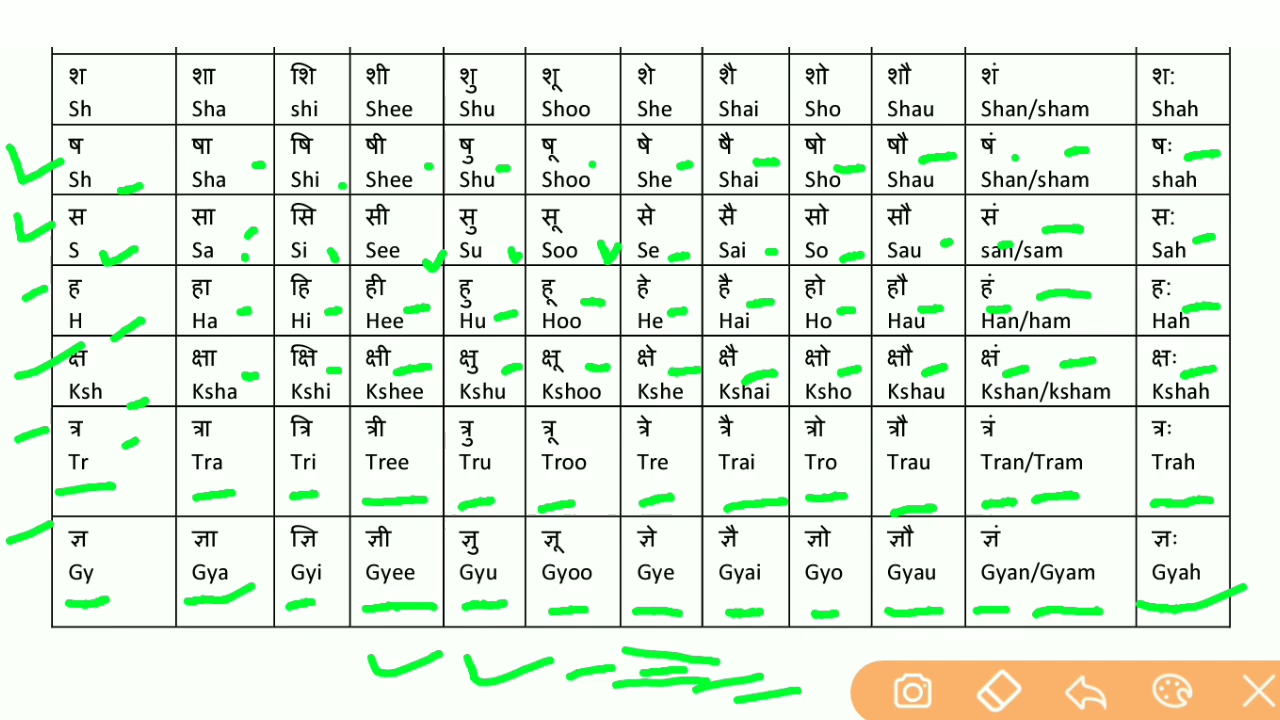 श शा शि शी शु शू शे शै शो शौ शं श:
Sh Sha shi Shee Shu Shoo She Shai Sho Shau Shan/sham Shah
ष षा षि षी षु षू षे षै षो षौ षं षः
Sh Sha Shi Shee Shu Shoo She Shai Sho Shau Shan/sham shah
स सा सि सी सु सू से सै सो सौ सं स:
S Sa Si See Su Soo Se Sai So Sau san/sam Sah
ह हा हि ही हु हू हे है हो हौ हं ह:
H Ha Hi Hee Hu Hoo He Hai Ho Hau Han/ham Hah
क्ष क्षा क्षि क्षी क्षु क्षू क्षे क्षै क्षो क्षौ क्षं क्षः
Ksh Ksha Kshi Kshee Kshu Kshoo Kshe Kshai Ksho Kshau Kshan/ksham Kshah
त्र त्रा त्रि त्री त्रु त्रू त्रे त्रै त्रो त्रौ त्रं त्रः
Tr Tra Tri Tree Tru Troo Tre Trai Tro Trau Tran/Tram Trah
ज्ञ ज्ञा ज्ञि ज्ञी ज्ञु ज्ञू ज्ञे ज्ञै ज्ञो ज्ञौ ज्ञं ज्ञः
Gy Gya Gyi Gyee Gyu Gyoo Gye Gyai Gyo Gyau Gyan/Gyam Gyah